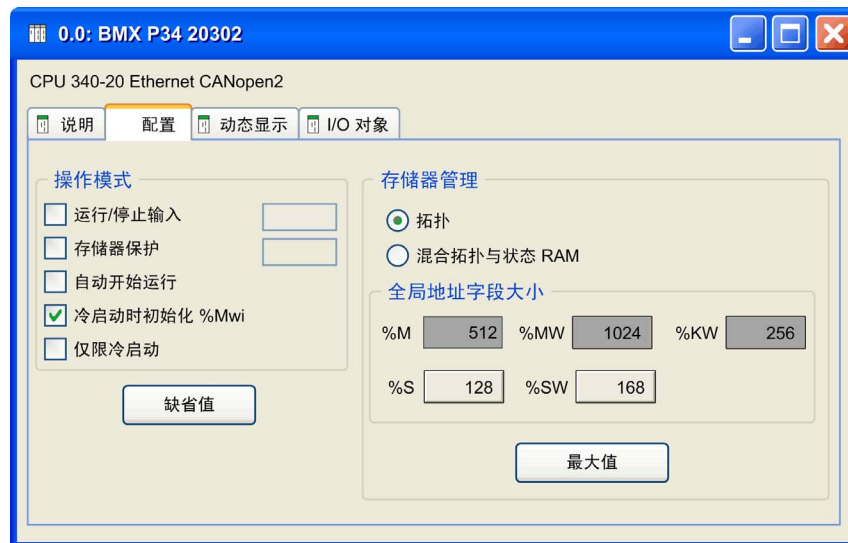 0.0: BMX P34 20302
CPU 340-20 Ethernet CANopen2
说明 配置 动态显示 I/O 对象
操作模式
运行/停止输入
存储器保护
自动开始运行
冷启动时初始化 %Mwi
仅限冷启动
缺省值
存储器管理
拓扑
混合拓扑与状态 RAM
全局地址字段大小
%M 512 %MW 1024 %KW 256
%S 128 %SW 168
最大值